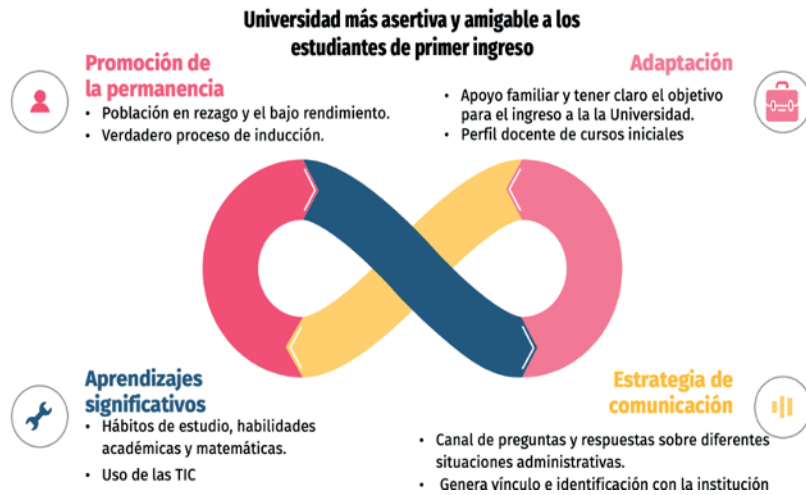 Universidad más asertiva y amigable a los
estudiantes de primer ingreso
Promoción de
la permanencia
• Población en rezago y el bajo rendimiento.
• Verdadero proceso de inducción.
Adaptación
• Apoyo familiar y tener claro el objetivo
para el ingreso a la la Universidad.
• Perfil docente de cursos iniciales
Aprendizajes
significativos
• Hábitos de estudio, habilidades
académicas y matemáticas.
• Uso de las TIC
Estrategia de
comunicación
• Canal de preguntas y respuestas sobre diferentes
situaciones administrativas.
• Genera vínculo e identificación con la institución